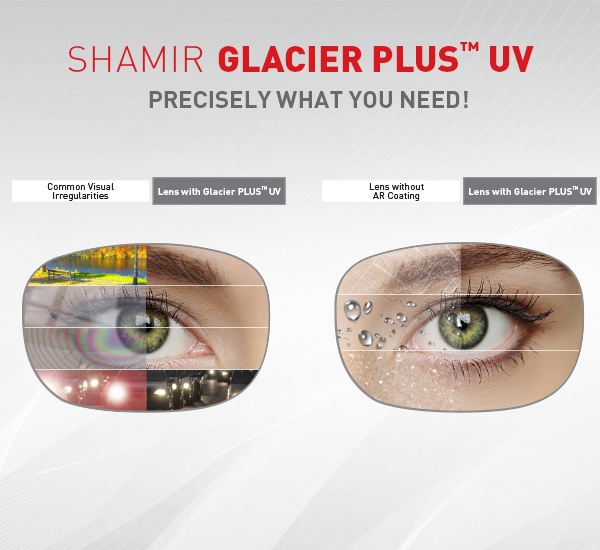 SHAMIR GLACIER PLUS™ UV
PRECISELY WHAT YOU NEED!
Common Visual
Irregularities
Lens with Glacier PLUS™ UV
Lens without
AR Coating
Lens with Glacier PLUS™ UV